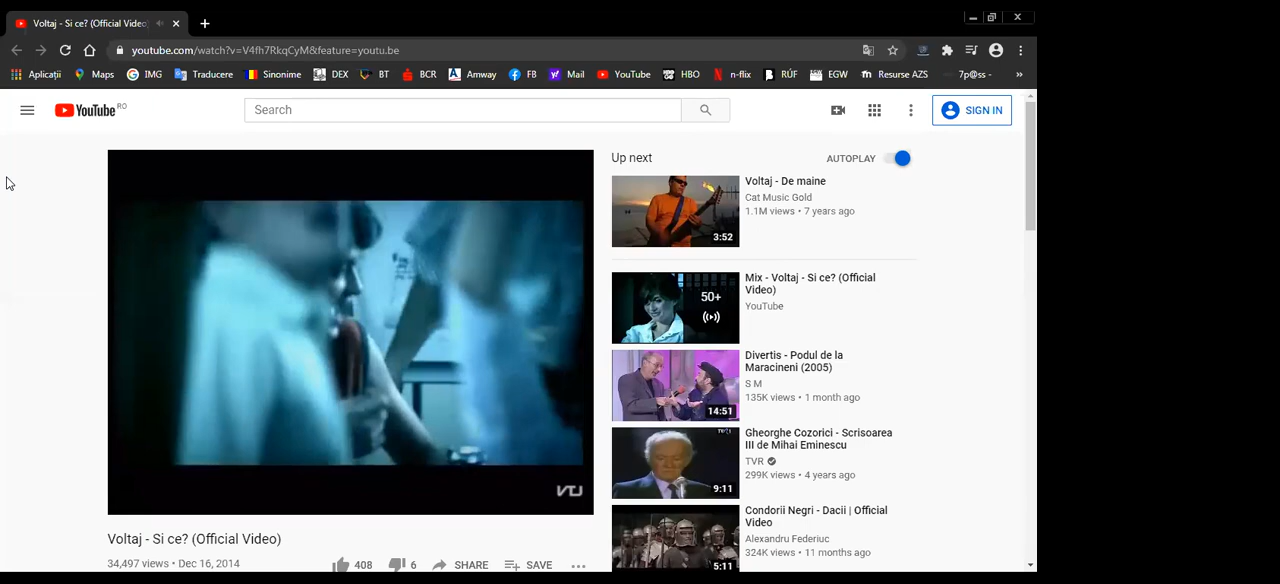 Voltaj - Si ce? (Official Video)
youtube.com/watch?v=V4fh7RkqCyM&feature=youtu.be
Aplicații Maps IMG Traducere Sinonime DEX BT BCR Amway FB Mail YouTube HBO n-flix RÚF EGW Resurse AZS 7p@ss - »
YouTube RO
Search
SIGN IN
Up next
AUTOPLAY
Voltaj - De maine
Cat Music Gold
1.1M views • 7 years ago
3:52
Mix - Voltaj - Si ce? (Official
Video)
YouTube
50+
Divertis - Podul de la
Maracineni (2005)
S M
135K views • 1 month ago
14:51
Gheorghe Cozorici - Scrisoarea
III de Mihai Eminescu
TVR
299K views • 4 years ago
9:11
Condorii Negri - Dacii | Official
Video
Alexandru Federiuc
324K views • 11 months ago
5:11
Voltaj - Si ce? (Official Video)
34,497 views • Dec 16, 2014
408 6 SHARE SAVE